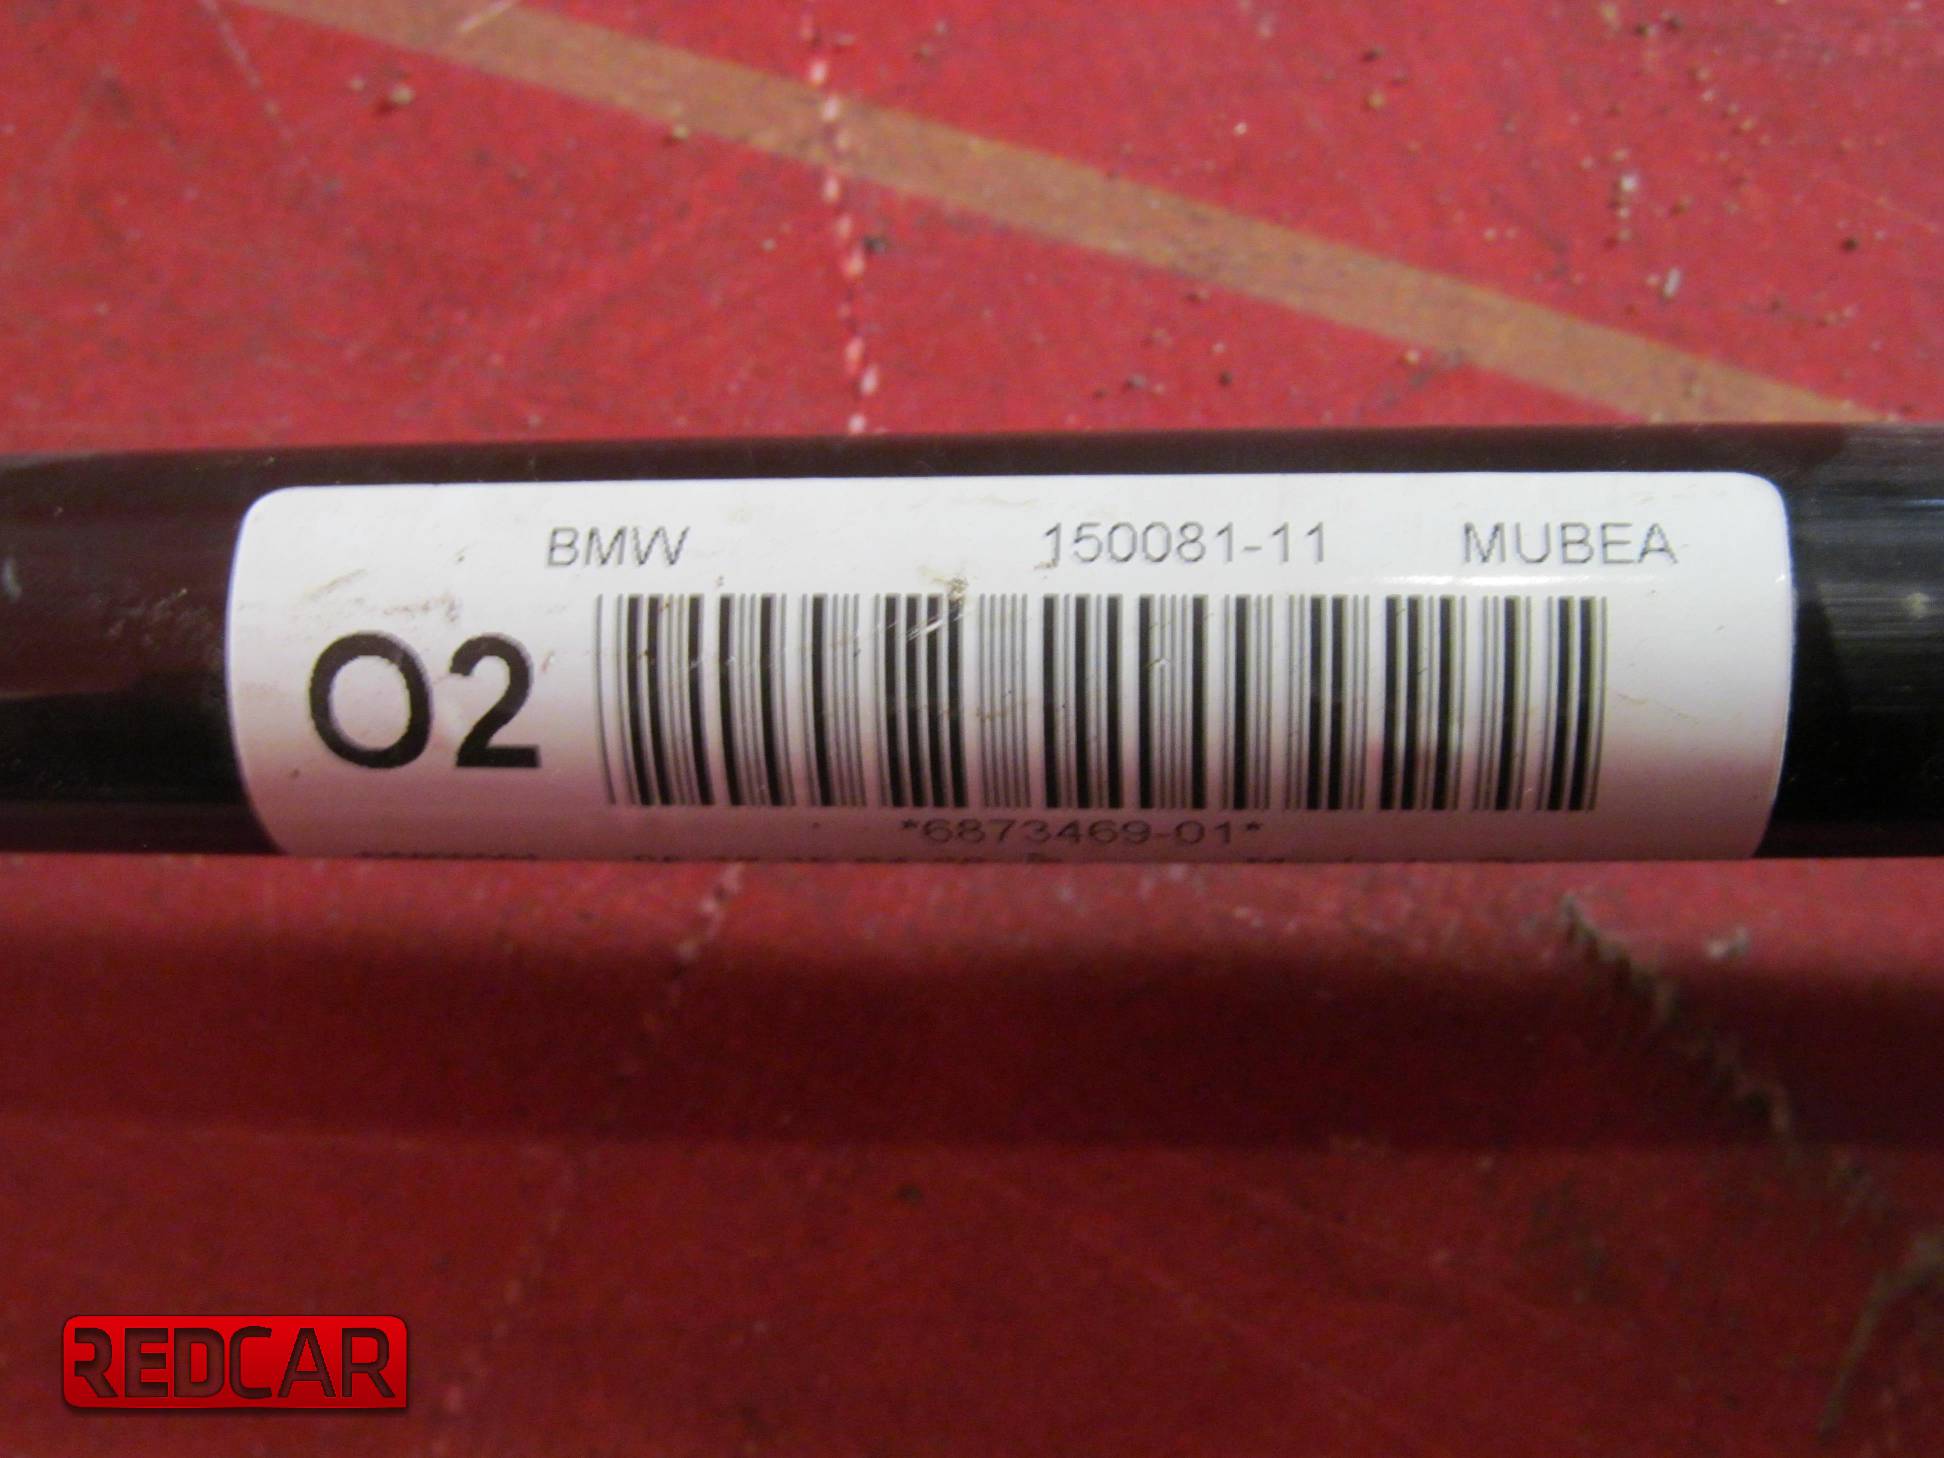 BMW 150081-11 MUBEA
O2
*6873469-01*
REDCAR